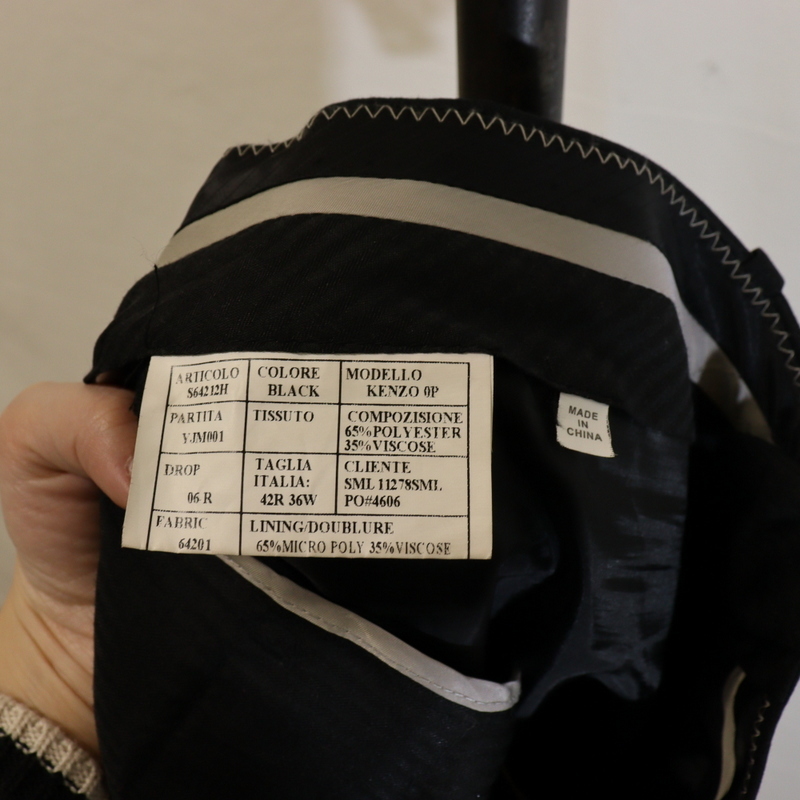 ARTICOLO
S64212H
COLORE
BLACK
MODELLO
KENZO 0P
PARTITA
YJM001
TISSUTO
COMPOZISIONE
65%POLYESTER
35%VISCOSE
DROP
06 R
TAGLIA
ITALIA:
42R 36W
CLIENTE
SML 11278SML
PO#4606
FABRIC
64201
LINING/DOUBLURE
65%MICRO POLY 35%VISCOSE
MADE
IN
CHINA